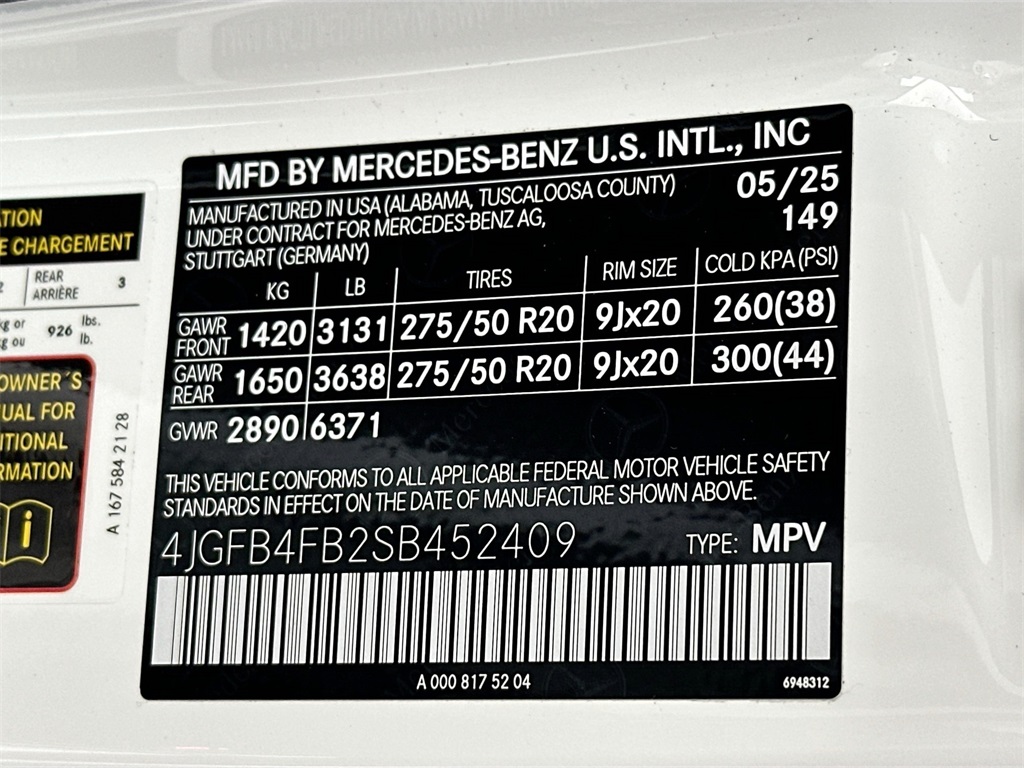 MFD BY MERCEDES-BENZ U.S. INTL., INC
MANUFACTURED IN USA (ALABAMA, TUSCALOOSA COUNTY)
UNDER CONTRACT FOR MERCEDES-BENZ AG,
STUTTGART (GERMANY)
05/25
149
KG LB TIRES RIM SIZE COLD KPA (PSI)
GAWR FRONT 1420 3131 275/50 R20 9Jx20 260(38)
GAWR REAR 1650 3638 275/50 R20 9Jx20 300(44)
GVWR 2890 6371
THIS VEHICLE CONFORMS TO ALL APPLICABLE FEDERAL MOTOR VEHICLE SAFETY
STANDARDS IN EFFECT ON THE DATE OF MANUFACTURE SHOWN ABOVE.
4JGFB4FB2SB452409 TYPE: MPV
A 000 817 52 04 6948312
CHARGEMENT
REAR
ARRIÈRE 3
kg or 926 lbs.
ou lb.
OWNER´S
FOR
A 167 584 21 28